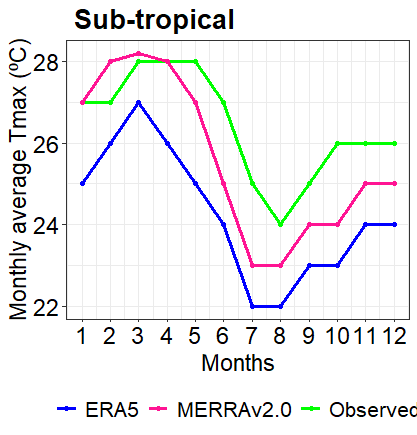 Sub-tropical
Monthly average Tmax (ºC)
28
26
24
22
1 2 3 4 5 6 7 8 9 10 11 12
Months
ERA5 MERRAv2.0 Observed